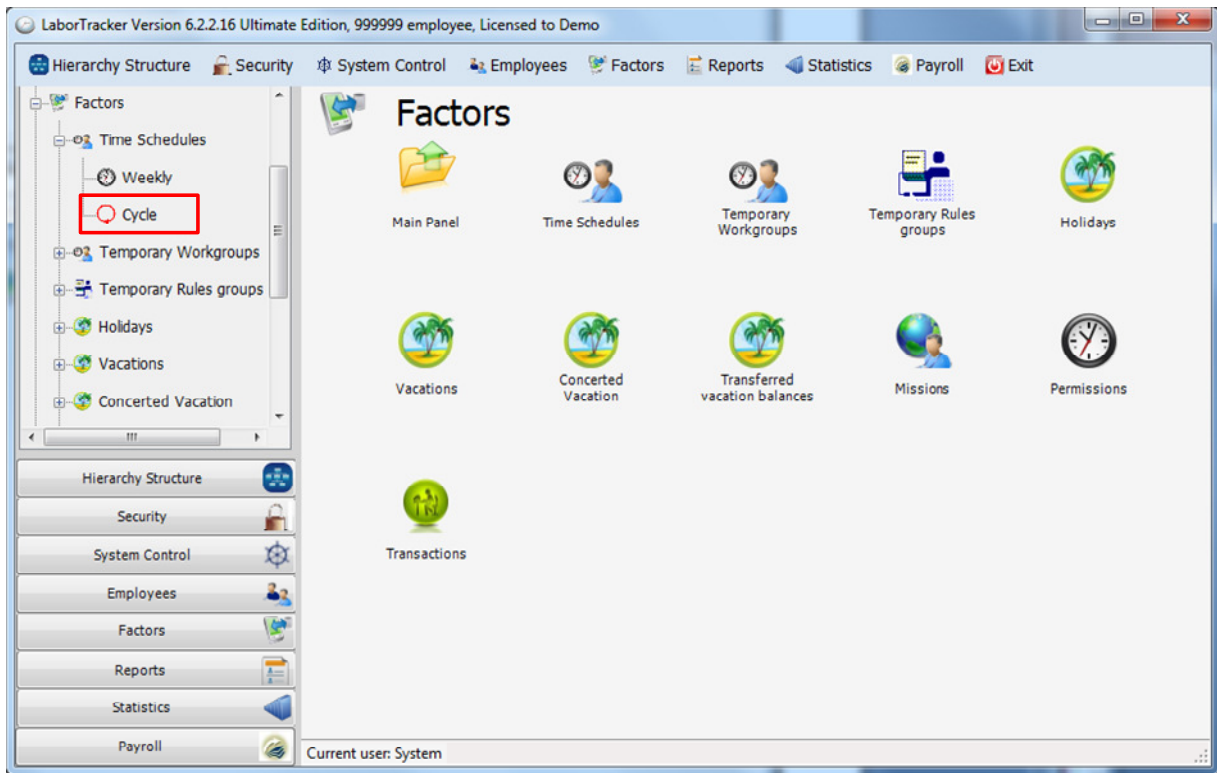 LaborTracker Version 6.2.2.16 Ultimate Edition, 999999 employee, Licensed to Demo
Hierarchy Structure Security System Control Employees Factors Reports Statistics Payroll Exit
Factors
Time Schedules
Weekly
Cycle
Temporary Workgroups
Temporary Rules groups
Holidays
Vacations
Concerted Vacation
Hierarchy Structure
Security
System Control
Employees
Factors
Reports
Statistics
Payroll
Factors
Main Panel
Time Schedules
Temporary
Workgroups
Temporary Rules
groups
Holidays
Vacations
Concerted
Vacation
Transferred
vacation balances
Missions
Permissions
Transactions
Current user: System